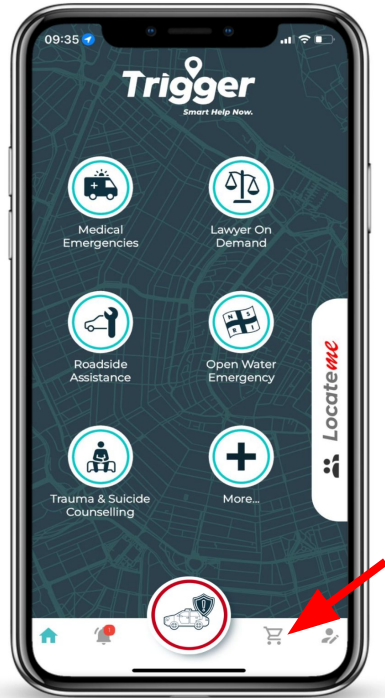 09:35
Trigger
Smart Help Now.
Medical
Emergencies
Lawyer On
Demand
Roadside
Assistance
Open Water
Emergency
N S
R I
Locateme
Trauma & Suicide
Counselling
More...